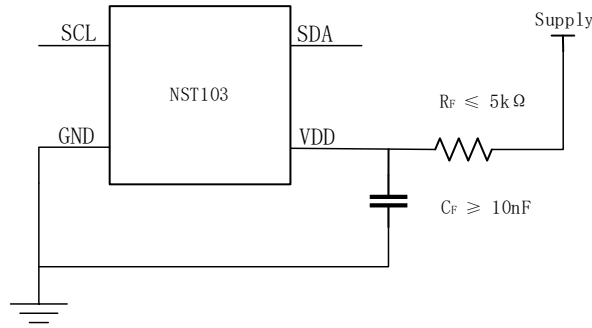 Supply
SCL
SDA
NST103
RF ≤ 5kΩ
GND
VDD
CF ≥ 10nF